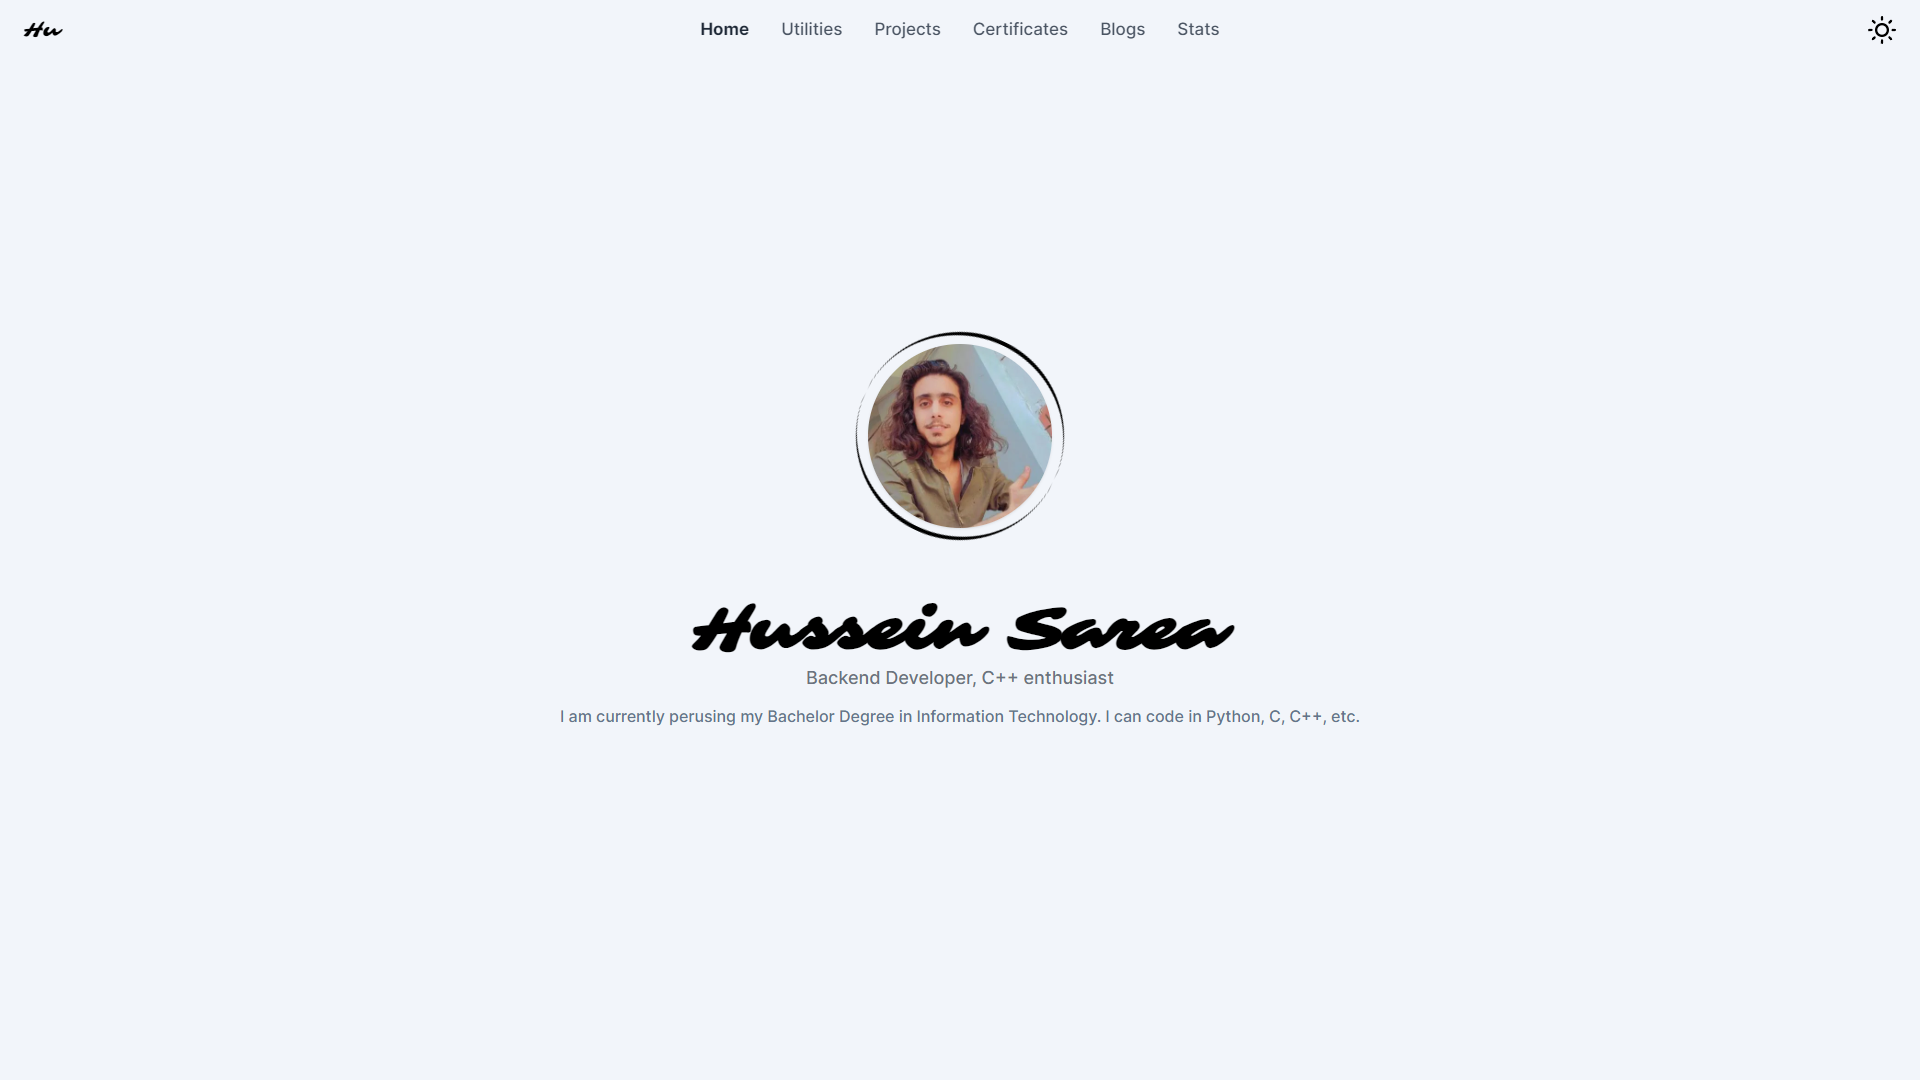 Hu
Home Utilities Projects Certificates Blogs Stats
Hussein Sarea
Backend Developer, C++ enthusiast
I am currently perusing my Bachelor Degree in Information Technology. I can code in Python, C, C++, etc.